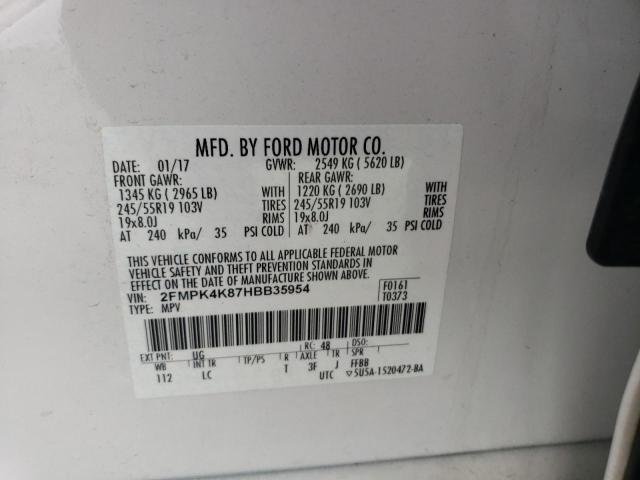 MFD. BY FORD MOTOR CO.
DATE: 01/17 GVWR: 2549 KG ( 5620 LB)
FRONT GAWR: REAR GAWR:
1345 KG ( 2965 LB) WITH 1220 KG ( 2690 LB) WITH
245/55R19 103V TIRES 245/55R19 103V TIRES
19x8.0J RIMS 19x8.0J RIMS
AT 240 kPa/ 35 PSI COLD AT 240 kPa/ 35 PSI COLD
THIS VEHICLE CONFORMS TO ALL APPLICABLE FEDERAL MOTOR
VEHICLE SAFETY AND THEFT PREVENTION STANDARDS IN
EFFECT ON THE DATE OF MANUFACTURE SHOWN ABOVE.
VIN: 2FMPK4K87HBB35954 F0161
TYPE: MPV T0373
EXT PNT: UG RC: 48 DSO:
WB INT TR TP/PS R AXLE TR SPR
112 LC T 3F J FFBB
UTC ▽5U5A-1520472-BA